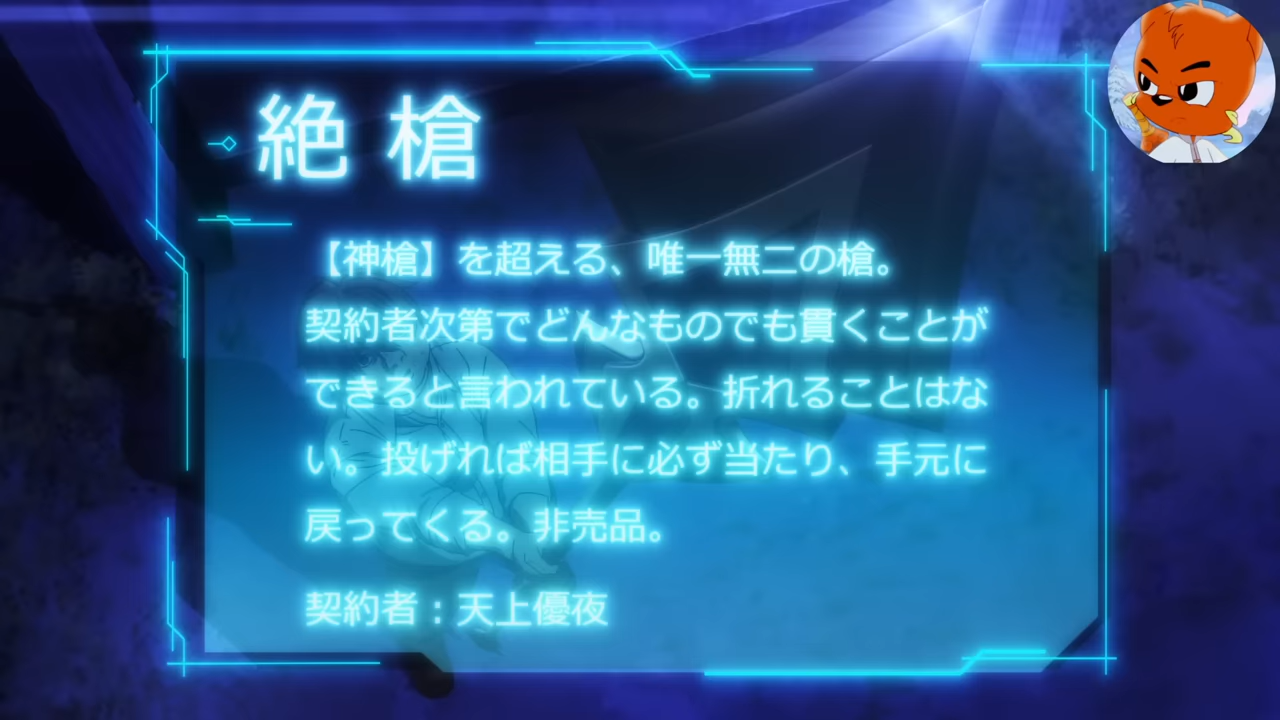 絶槍
【神槍】を超える、唯一無二の槍。
契約者次第でどんなものでも貫くことが
できると言われている。折れることはな
い。投げれば相手に必ず当たり、手元に
戻ってくる。非売品。
契約者：天上優夜